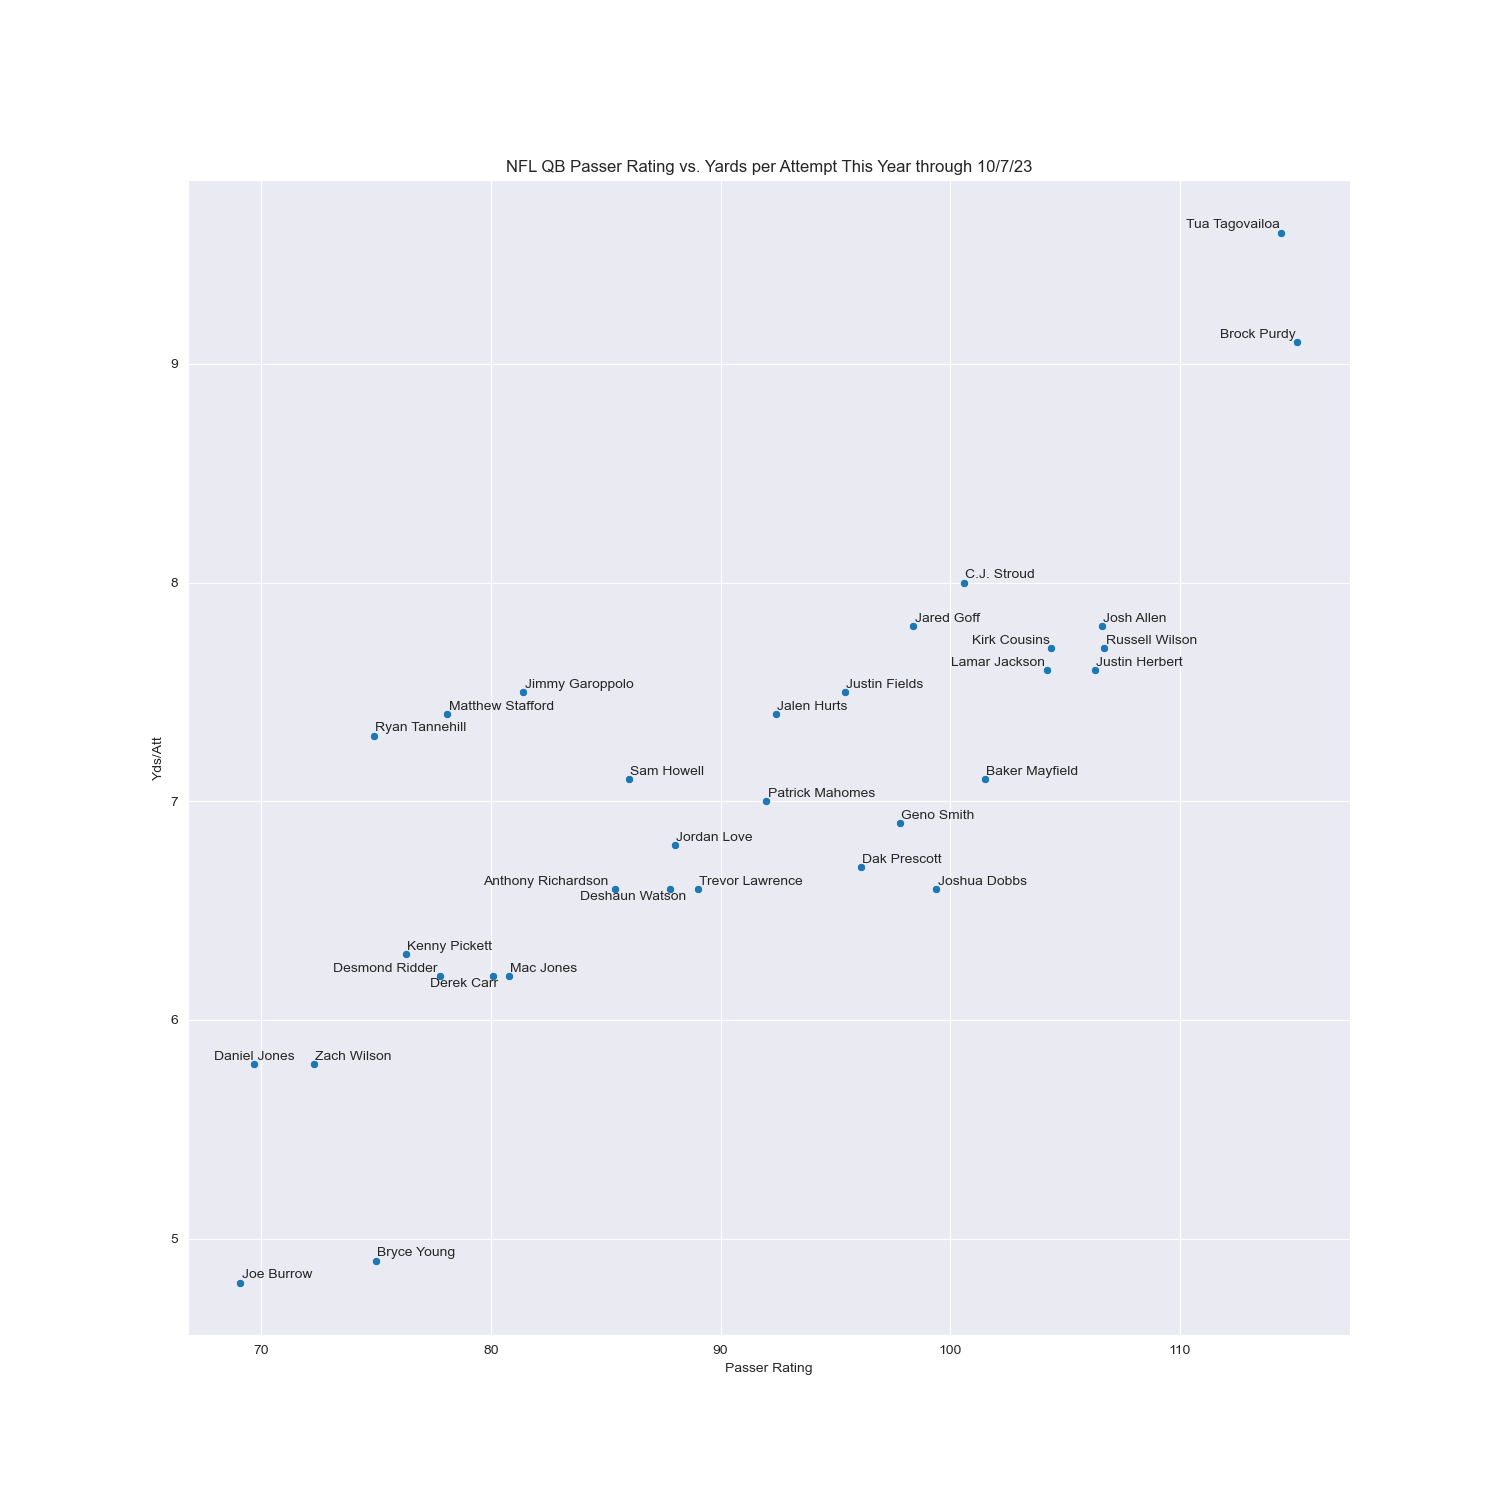 NFL QB Passer Rating vs. Yards per Attempt This Year through 10/7/23
Tua Tagovailoa
Brock Purdy
9
C.J. Stroud
8
Jared Goff
Josh Allen
Kirk Cousins
Russell Wilson
Lamar Jackson
Justin Herbert
Jimmy Garoppolo
Justin Fields
Matthew Stafford
Jalen Hurts
Ryan Tannehill
Yds/Att
Sam Howell
Baker Mayfield
Patrick Mahomes
7
Geno Smith
Jordan Love
Dak Prescott
Anthony Richardson
Trevor Lawrence
Joshua Dobbs
Deshaun Watson
Kenny Pickett
Desmond Ridder
Mac Jones
Derek Carr
6
Daniel Jones
Zach Wilson
5
Bryce Young
Joe Burrow
70 80 90 100 110
Passer Rating